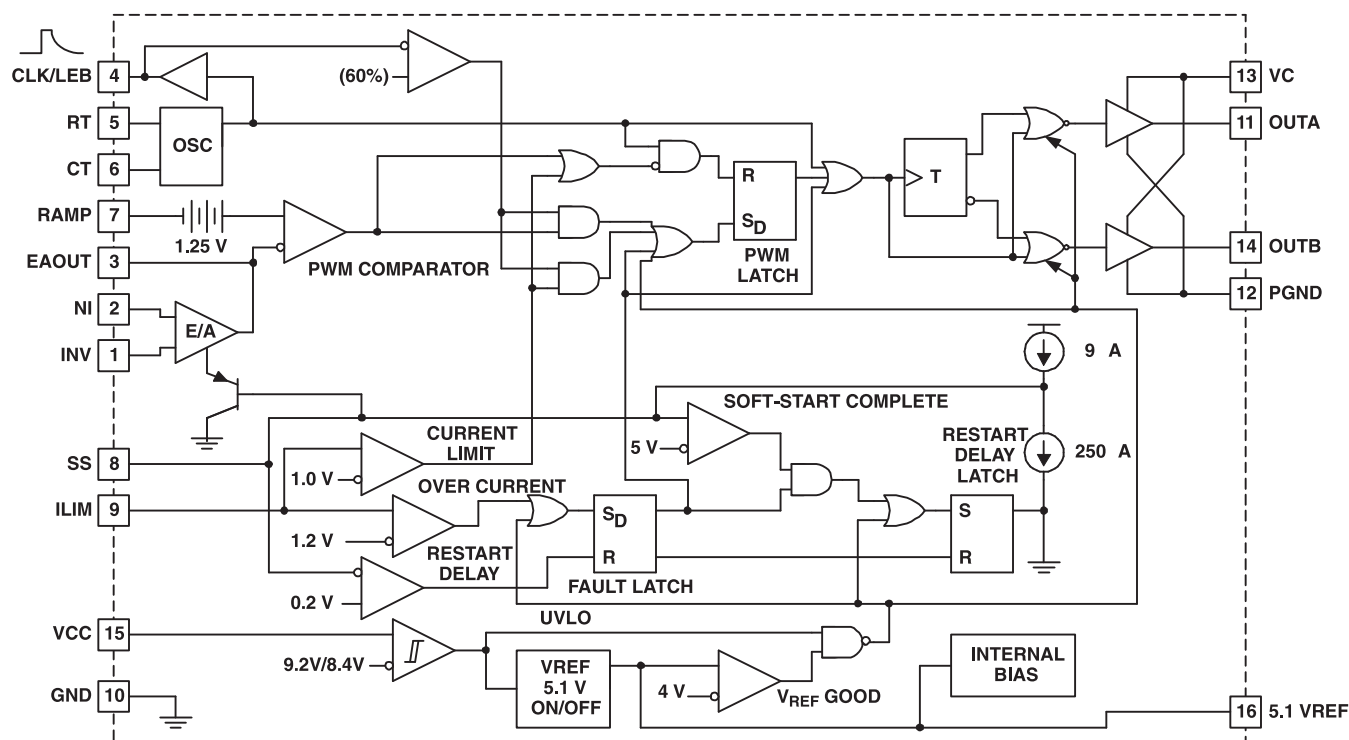 CLK/LEB 4
(60%)
13 VC
RT 5
OSC
11 OUTA
CT 6
R
T
RAMP 7
1.25 V
SD
EAOUT 3
PWM COMPARATOR
PWM
LATCH
14 OUTB
NI 2
12 PGND
E/A
INV 1
9 A
SOFT-START COMPLETE
CURRENT
LIMIT
5 V
RESTART
DELAY
LATCH
250 A
SS 8
1.0 V
OVER CURRENT
ILIM 9
SD
S
1.2 V
RESTART
DELAY
R
R
FAULT LATCH
0.2 V
UVLO
VCC 15
9.2V/8.4V
VREF
5.1 V
ON/OFF
INTERNAL
BIAS
4 V
VREF GOOD
GND 10
16 5.1 VREF